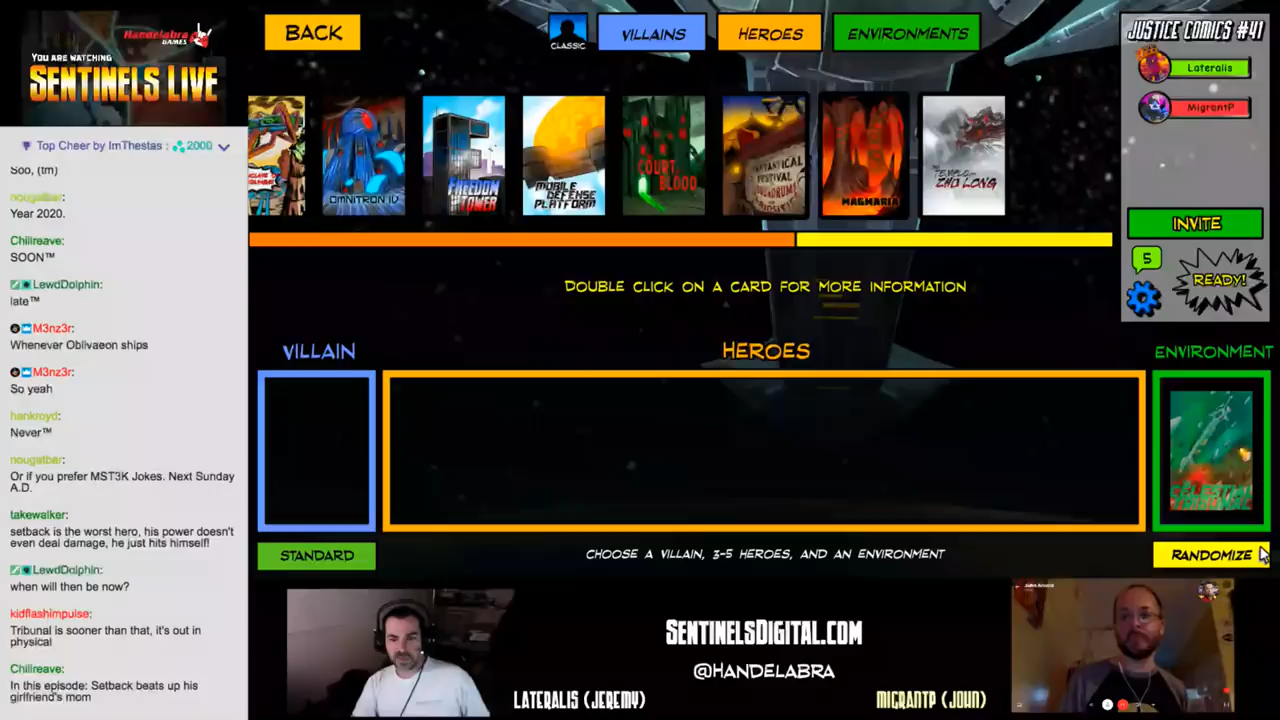 Handelabra
GAMES
YOU ARE WATCHING
SENTINELS LIVE
Top Cheer by ImThestas : 2000
Soo, (tm)
nougatbar:
Year 2020.
Chillreave:
SOON™
LewdDolphin:
late™
M3nz3r:
Whenever Oblivaeon ships
M3nz3r:
So yeah
hankroyd:
Never™
nougatbar:
Or if you prefer MST3K Jokes. Next Sunday
A.D.
takewalker:
setback is the worst hero, his power doesn't
even deal damage, he just hits himself!
LewdDolphin:
when will then be now?
kidflashimpulse:
Tribunal is sooner than that, it's out in
physical
Chillreave:
In this episode: Setback beats up his
girlfriend's mom
BACK
CLASSIC
VILLAINS
HEROES
ENVIRONMENTS
OMNITRON IV
FREEDOM
TOWER
MOBILE
DEFENSE
PLATFORM
COURT
BLOOD
FESTIVAL
MAGMARIA
THE
TEMPLE OF
ZHU LONG
DOUBLE CLICK ON A CARD FOR MORE INFORMATION
VILLAIN
HEROES
ENVIRONMENT
CELESTIAL
TRIBUNAL
STANDARD
CHOOSE A VILLAIN, 3-5 HEROES, AND AN ENVIRONMENT
RANDOMIZE
JUSTICE COMICS #41
Lateralis
MigrantP
INVITE
5
READY!
SENTINELSDIGITAL.COM
@HANDELABRA
LATERALIS (JEREMY)
MIGRANTP (JOHN)